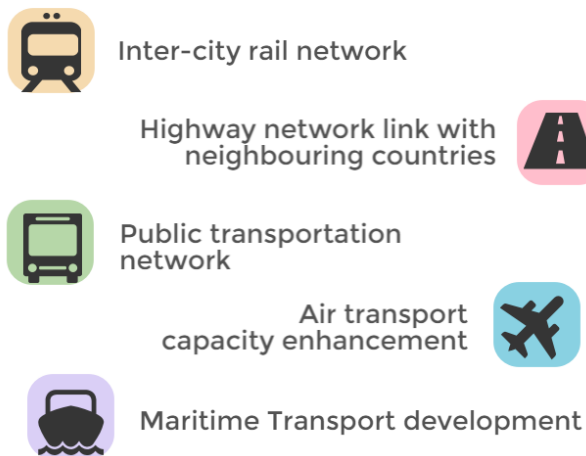 Inter-city rail network
Highway network link with
neighbouring countries
Public transportation
network
Air transport
capacity enhancement
Maritime Transport development